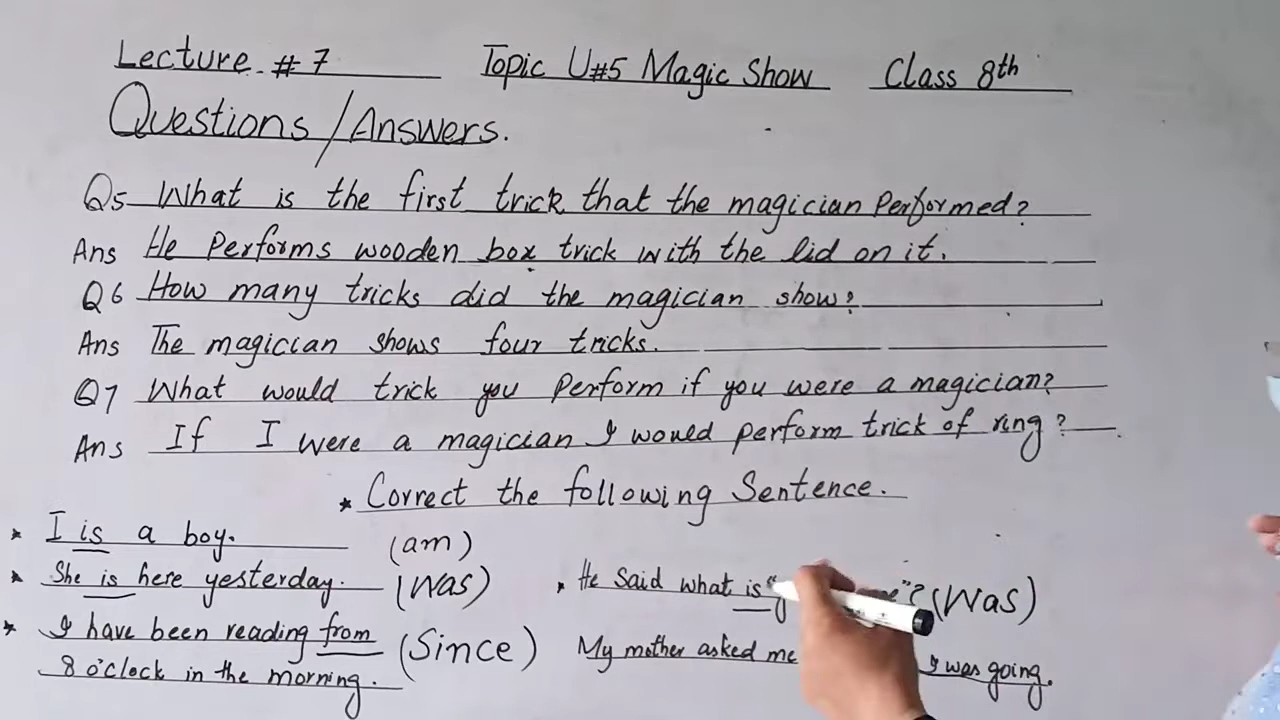 Lecture # 7 Topic U#5 Magic Show Class 8th
Questions/Answers.
Q5 What is the first trick that the magician Performed?
Ans He Performs wooden box trick with the lid on it.
Q6 How many tricks did the magician show?
Ans The magician shows four tricks.
Q7 What would trick you Perform if you were a magician?
Ans If I were a magician I would perform trick of ring?
* Correct the following Sentence.
* I is a boy. (am)
* She is here yesterday. (Was)
* I have been reading from (Since)
8 o'clock in the morning.
* He Said what is " "? (Was)
My mother asked me I was going.